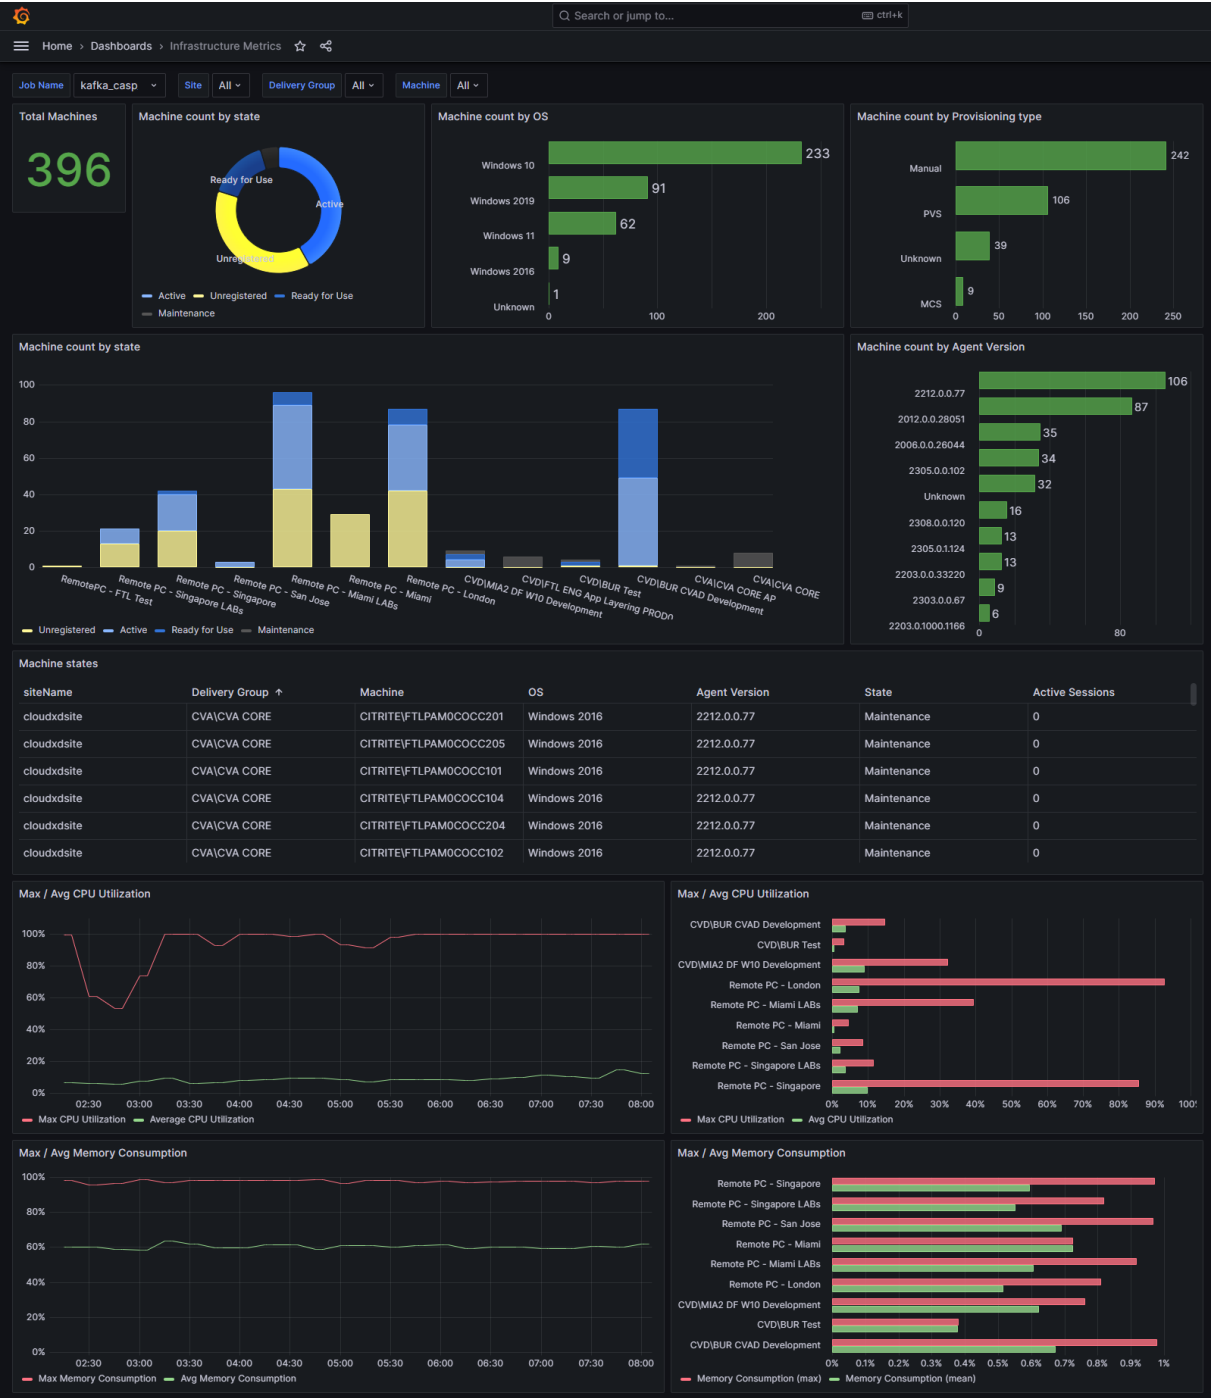 Search or jump to... ctrl+k
Home › Dashboards › Infrastructure Metrics
Job Name kafka_casp Site All Delivery Group All Machine All
Total Machines
396
Machine count by state
Ready for Use
Active
Unregistered
Active Unregistered Ready for Use
Maintenance
Machine count by OS
Windows 10 233
Windows 2019 91
Windows 11 62
Windows 2016 9
Unknown 1
0 100 200
Machine count by Provisioning type
Manual 242
PVS 106
Unknown 39
MCS 9
0 50 100 150 200 250
Machine count by state
100
80
60
40
20
0
RemotePC - FTL Test
Remote PC - Singapore LABs
Remote PC - Singapore
Remote PC - San Jose
Remote PC - Miami LABs
Remote PC - Miami
Remote PC - London
CVD\MIA2 DF W10 Development
CVD\FTL ENG App Layering PRODn
CVD\BUR Test
CVD\BUR CVAD Development
CVA\CVA CORE AP
CVA\CVA CORE
Unregistered Active Ready for Use Maintenance
Machine count by Agent Version
2212.0.0.77 106
2012.0.0.28051 87
2006.0.0.26044 35
2305.0.0.102 34
Unknown 32
2308.0.0.120 16
2305.0.1.124 13
2203.0.0.33220 13
2303.0.0.67 9
2203.0.1000.1166 6
0 80
Machine states
siteName Delivery Group ↑ Machine OS Agent Version State Active Sessions
cloudxdsite CVA\CVA CORE CITRITE\FTLPAM0COCC201 Windows 2016 2212.0.0.77 Maintenance 0
cloudxdsite CVA\CVA CORE CITRITE\FTLPAM0COCC205 Windows 2016 2212.0.0.77 Maintenance 0
cloudxdsite CVA\CVA CORE CITRITE\FTLPAM0COCC101 Windows 2016 2212.0.0.77 Maintenance 0
cloudxdsite CVA\CVA CORE CITRITE\FTLPAM0COCC104 Windows 2016 2212.0.0.77 Maintenance 0
cloudxdsite CVA\CVA CORE CITRITE\FTLPAM0COCC204 Windows 2016 2212.0.0.77 Maintenance 0
cloudxdsite CVA\CVA CORE CITRITE\FTLPAM0COCC102 Windows 2016 2212.0.0.77 Maintenance 0
Max / Avg CPU Utilization
100%
80%
60%
40%
20%
0%
02:30 03:00 03:30 04:00 04:30 05:00 05:30 06:00 06:30 07:00 07:30 08:00
Max CPU Utilization Average CPU Utilization
Max / Avg CPU Utilization
CVD\BUR CVAD Development
CVD\BUR Test
CVD\MIA2 DF W10 Development
Remote PC - London
Remote PC - Miami LABs
Remote PC - Miami
Remote PC - San Jose
Remote PC - Singapore LABs
Remote PC - Singapore
0% 10% 20% 30% 40% 50% 60% 70% 80% 90% 100%
Max CPU Utilization Avg CPU Utilization
Max / Avg Memory Consumption
100%
80%
60%
40%
20%
0%
02:30 03:00 03:30 04:00 04:30 05:00 05:30 06:00 06:30 07:00 07:30 08:00
Max Memory Consumption Avg Memory Consumption
Max / Avg Memory Consumption
Remote PC - Singapore
Remote PC - Singapore LABs
Remote PC - San Jose
Remote PC - Miami
Remote PC - Miami LABs
Remote PC - London
CVD\MIA2 DF W10 Development
CVD\BUR Test
CVD\BUR CVAD Development
0% 0.1% 0.2% 0.3% 0.4% 0.5% 0.6% 0.7% 0.8% 0.9% 1%
Memory Consumption (max) Memory Consumption (mean)